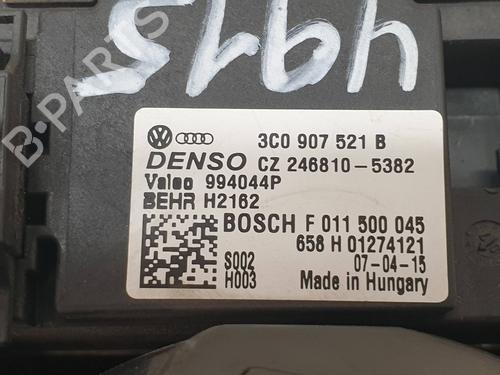 4975
B-PARTS
3C0 907 521 B
DENSO CZ 246810-5382
Valeo 994044P
BEHR H2162
BOSCH F 011 500 045
658 H 01274121
S002 07-04-15
H003 Made in Hungary